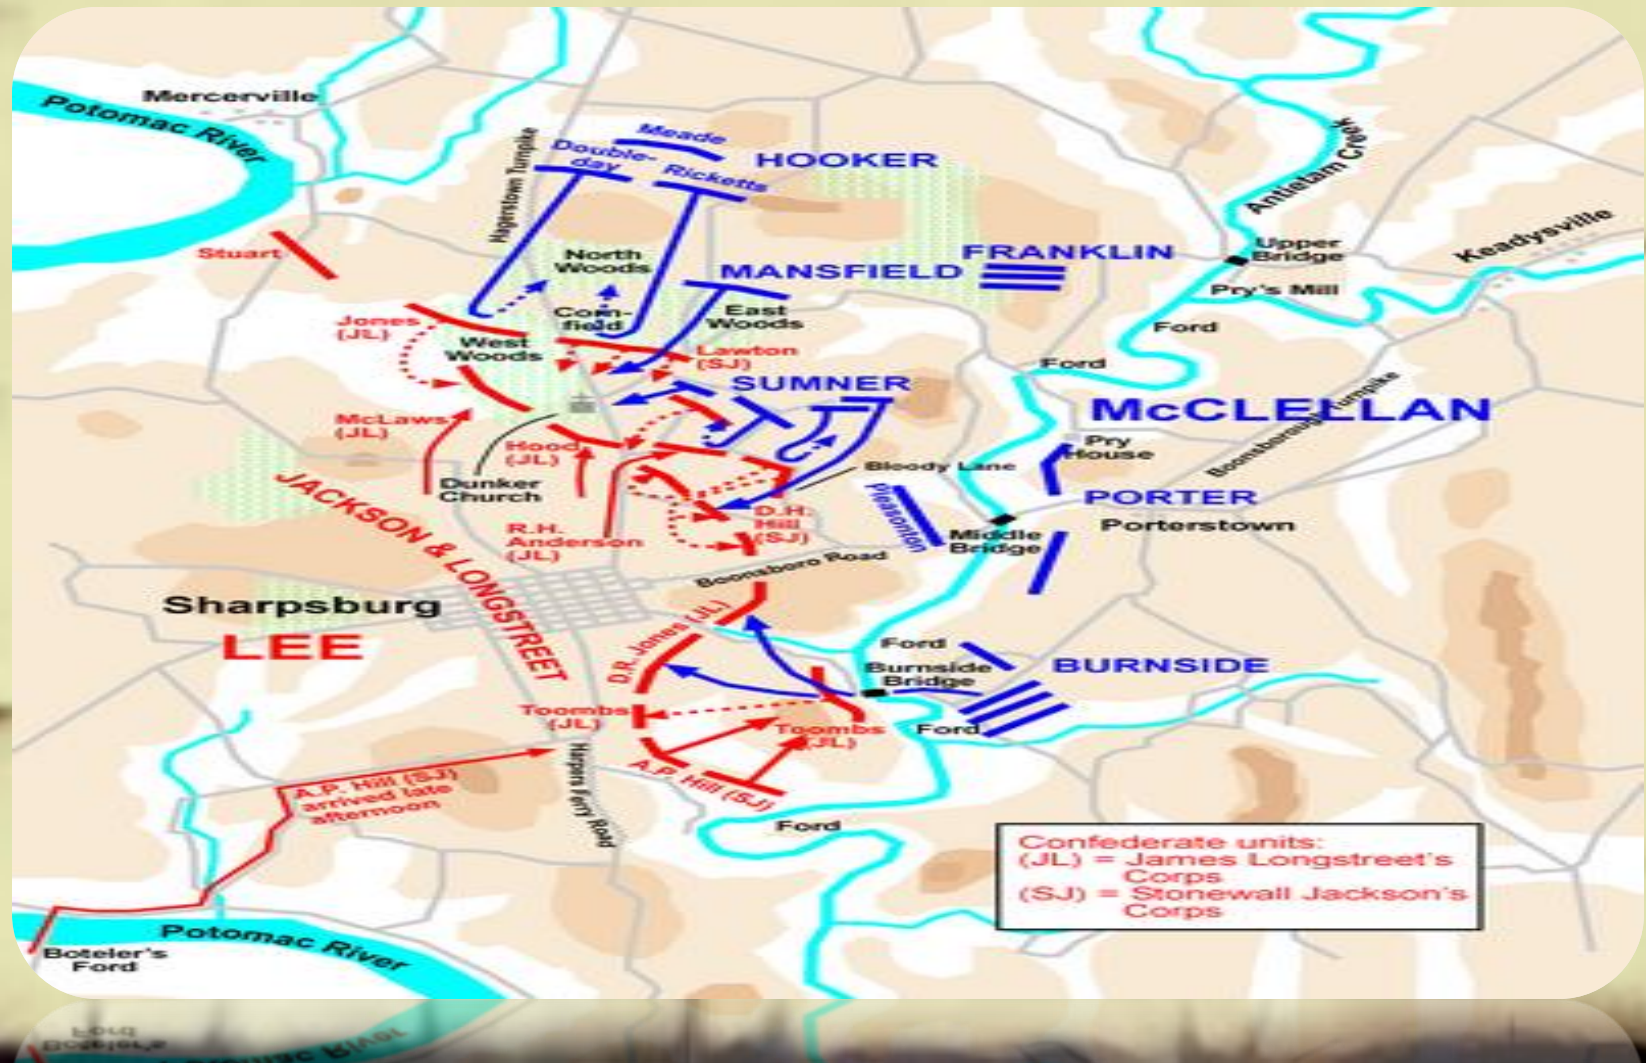 Mercerville
Potomac River
Hagerstown Turnpike
Meade
Double-
day
Ricketts
HOOKER
Antietam Creek
Keadysville
Upper
Bridge
Pry's Mill
Ford
Ford
Stuart
North
Woods
MANSFIELD
FRANKLIN
Jones
(JL)
Corn-
field
East
Woods
West
Woods
Lawton
(SJ)
SUMNER
McCLELLAN
Boonsborough Turnpike
McLaws
(JL)
Hood
(JL)
Pry
House
Bloody Lane
Dunker
Church
Pleasonton
PORTER
Porterstown
JACKSON & LONGSTREET
R.H.
Anderson
(JL)
D.H.
Hill
(SJ)
Middle
Bridge
Boonsboro Road
Sharpsburg
LEE
D.R. Jones (JL)
Ford
Burnside
Bridge
BURNSIDE
Toombs
(JL)
Toombs
(JL)
Ford
A.P. Hill (SJ)
A.P. Hill (SJ)
arrived late
afternoon
Harpers Ferry Road
Ford
Confederate units:
(JL) = James Longstreet's
Corps
(SJ) = Stonewall Jackson's
Corps
Potomac River
Boteler's
Ford